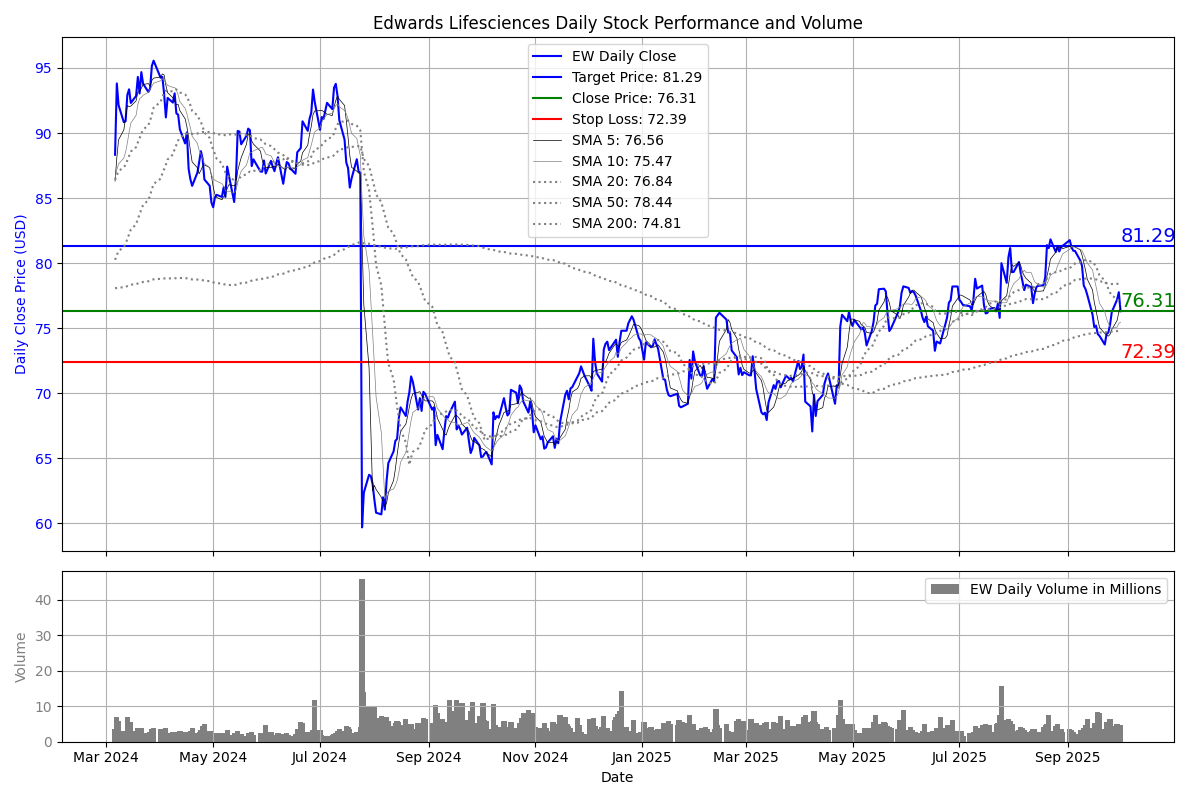 Edwards Lifesciences Daily Stock Performance and Volume
EW Daily Close
Target Price: 81.29
Close Price: 76.31
Stop Loss: 72.39
SMA 5: 76.56
SMA 10: 75.47
SMA 20: 76.84
SMA 50: 78.44
SMA 200: 74.81
95
90
85
80
75
70
65
60
Daily Close Price (USD)
81.29
76.31
72.39
EW Daily Volume in Millions
40
30
20
10
0
Volume
Mar 2024 May 2024 Jul 2024 Sep 2024 Nov 2024 Jan 2025 Mar 2025 May 2025 Jul 2025 Sep 2025
Date